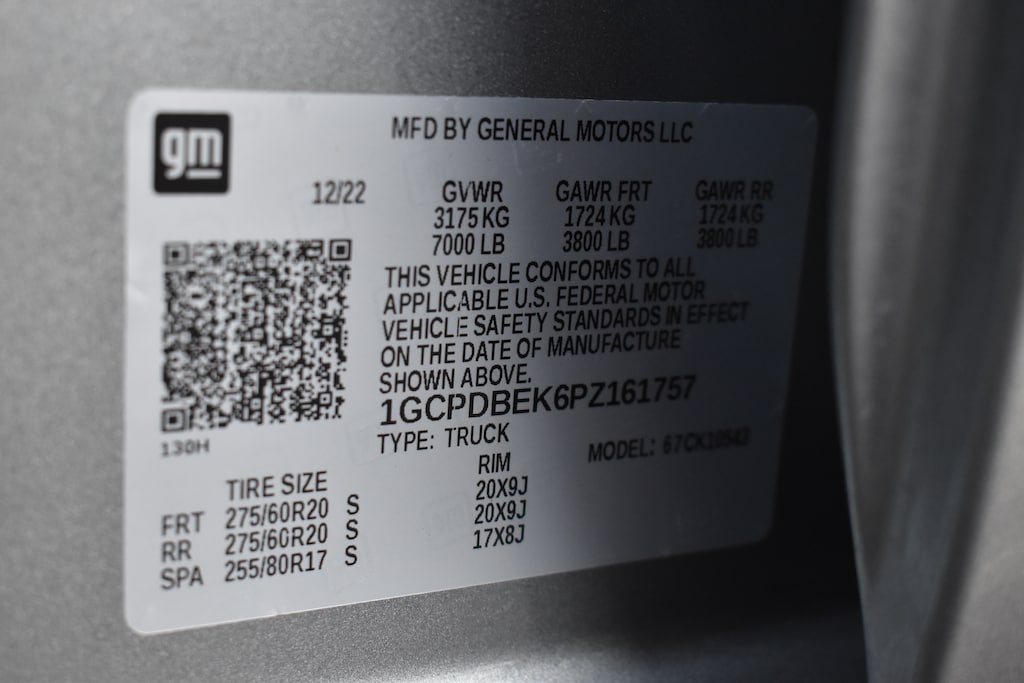 gm
MFD BY GENERAL MOTORS LLC
12/22 GVWR GAWR FRT GAWR RR
3175 KG 1724 KG 1724 KG
7000 LB 3800 LB 3800 LB
THIS VEHICLE CONFORMS TO ALL
APPLICABLE U.S. FEDERAL MOTOR
VEHICLE SAFETY STANDARDS IN EFFECT
ON THE DATE OF MANUFACTURE
SHOWN ABOVE.
1GCPDBEK6PZ161757
130H
TYPE: TRUCK MODEL: 67CK10543
TIRE SIZE RIM
FRT 275/60R20 S 20X9J
RR 275/60R20 S 20X9J
SPA 255/80R17 S 17X8J